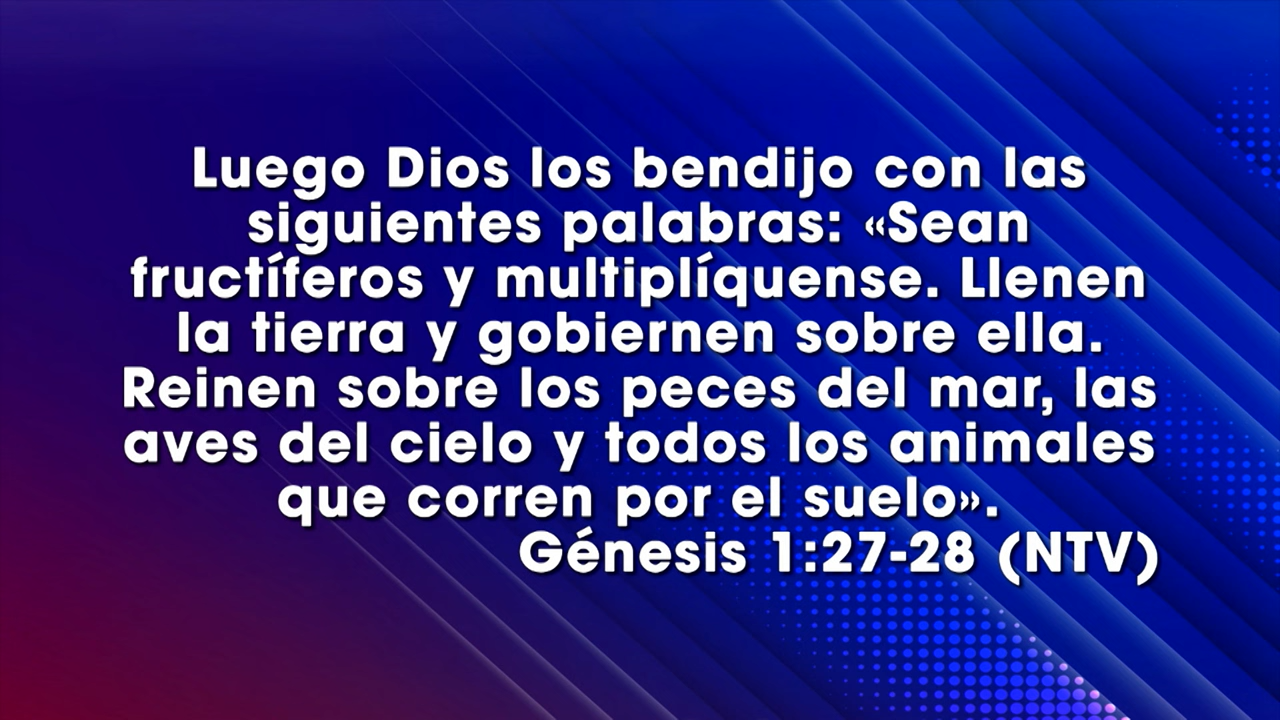 Luego Dios los bendijo con las
siguientes palabras: «Sean
fructíferos y multiplíquense. Llenen
la tierra y gobiernen sobre ella.
Reinen sobre los peces del mar, las
aves del cielo y todos los animales
que corren por el suelo».
Génesis 1:27-28 (NTV)